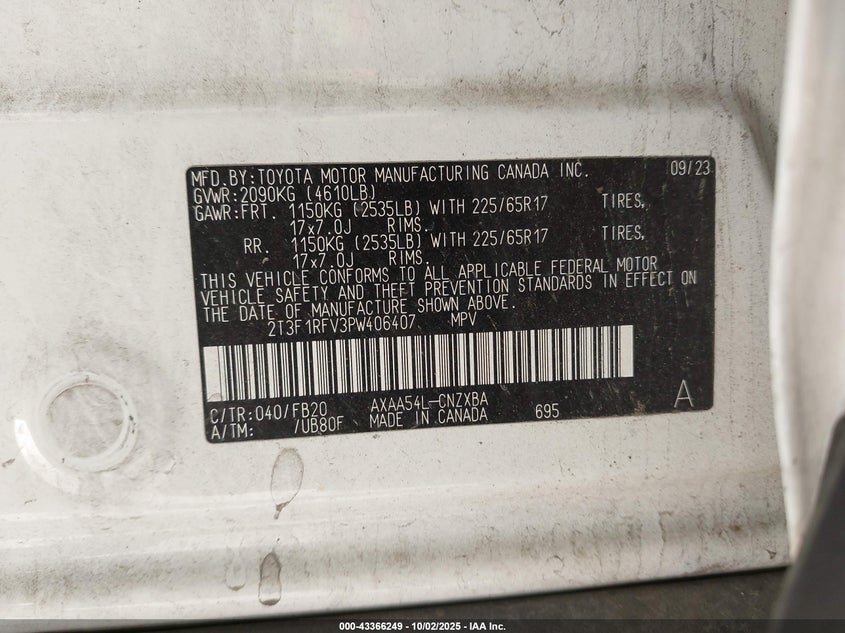 MFD.BY:TOYOTA MOTOR MANUFACTURING CANADA INC. 09/23
GVWR:2090KG (4610LB)
GAWR:FRT. 1150KG (2535LB) WITH 225/65R17 TIRES,
17x7.0J RIMS.
RR. 1150KG (2535LB) WITH 225/65R17 TIRES,
17x7.0J RIMS.
THIS VEHICLE CONFORMS TO ALL APPLICABLE FEDERAL MOTOR
VEHICLE SAFETY AND THEFT PREVENTION STANDARDS IN EFFECT ON
THE DATE OF MANUFACTURE SHOWN ABOVE.
2T3F1RFV3PW406407 MPV
C/TR:040/FB20 AXAA54L-CNZXBA A
A/TM: /UB80F MADE IN CANADA 695
000-43366249 - 10/02/2025 - IAA Inc.